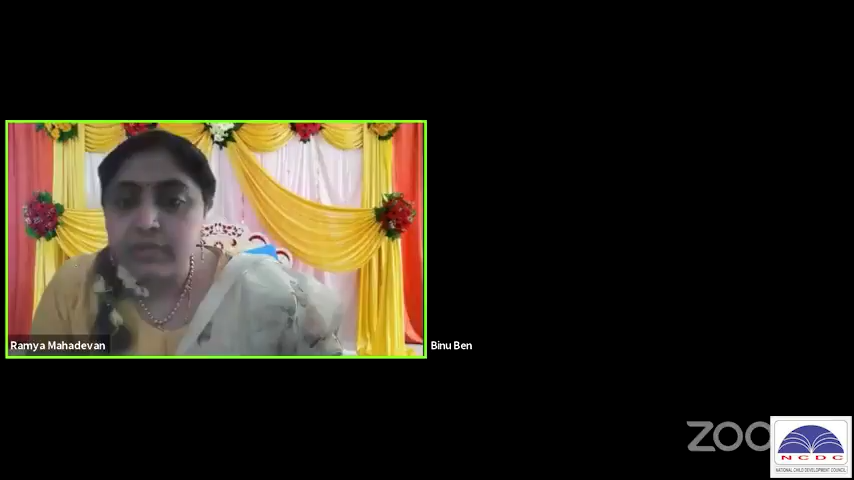 Ramya Mahadevan
Binu Ben
ZOO
NCDC
NATIONAL CHILD DEVELOPMENT COUNCIL